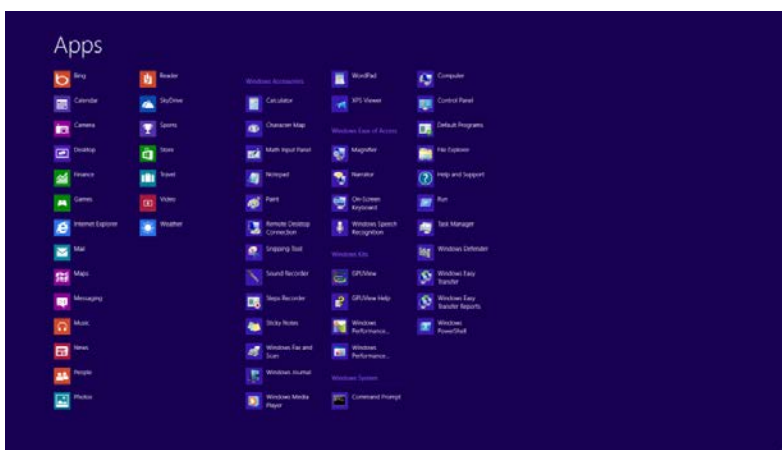 Apps
Bing
Calendar
Camera
Desktop
Finance
Games
Internet Explorer
Mail
Maps
Messaging
Music
News
People
Photos
Reader
SkyDrive
Sports
Store
Travel
Video
Weather
Windows Accessories
Calculator
Character Map
Math Input Panel
Notepad
Paint
Remote Desktop
Connection
Snipping Tool
Sound Recorder
Steps Recorder
Sticky Notes
Windows Fax and
Scan
Windows Journal
Windows Media
Player
WordPad
XPS Viewer
Windows Ease of Access
Magnifier
Narrator
On-Screen
Keyboard
Windows Speech
Recognition
Windows Kits
GPUView
GPUView Help
Windows
Performance...
Windows
Performance...
Windows System
Command Prompt
Computer
Control Panel
Default Programs
File Explorer
Help and Support
Run
Task Manager
Windows Defender
Windows Easy
Transfer
Windows Easy
Transfer Reports
Windows
PowerShell